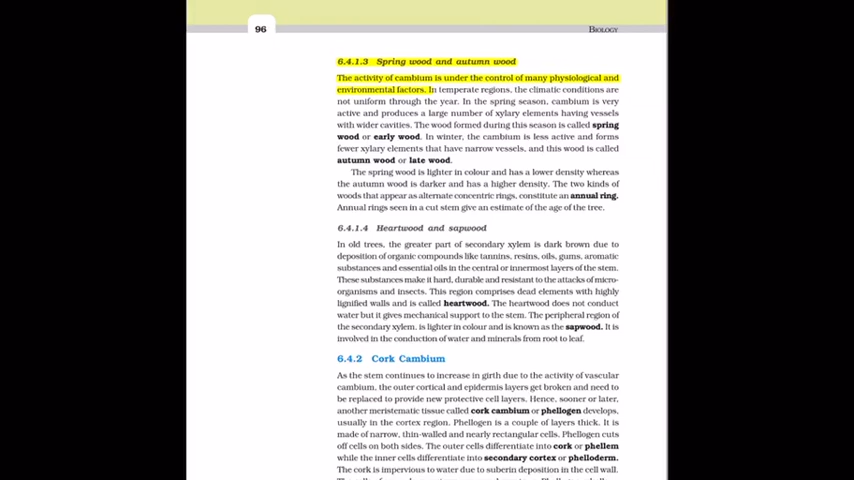 96
BIOLOGY
6.4.1.3 Spring wood and autumn wood
The activity of cambium is under the control of many physiological and
environmental factors. In temperate regions, the climatic conditions are
not uniform through the year. In the spring season, cambium is very
active and produces a large number of xylary elements having vessels
with wider cavities. The wood formed during this season is called spring
wood or early wood. In winter, the cambium is less active and forms
fewer xylary elements that have narrow vessels, and this wood is called
autumn wood or late wood.
The spring wood is lighter in colour and has a lower density whereas
the autumn wood is darker and has a higher density. The two kinds of
woods that appear as alternate concentric rings, constitute an annual ring.
Annual rings seen in a cut stem give an estimate of the age of the tree.
6.4.1.4 Heartwood and sapwood
In old trees, the greater part of secondary xylem is dark brown due to
deposition of organic compounds like tannins, resins, oils, gums, aromatic
substances and essential oils in the central or innermost layers of the stem.
These substances make it hard, durable and resistant to the attacks of micro-
organisms and insects. This region comprises dead elements with highly
lignified walls and is called heartwood. The heartwood does not conduct
water but it gives mechanical support to the stem. The peripheral region of
the secondary xylem, is lighter in colour and is known as the sapwood. It is
involved in the conduction of water and minerals from root to leaf.
6.4.2 Cork Cambium
As the stem continues to increase in girth due to the activity of vascular
cambium, the outer cortical and epidermis layers get broken and need to
be replaced to provide new protective cell layers. Hence, sooner or later,
another meristematic tissue called cork cambium or phellogen develops,
usually in the cortex region. Phellogen is a couple of layers thick. It is
made of narrow, thin-walled and nearly rectangular cells. Phellogen cuts
off cells on both sides. The outer cells differentiate into cork or phellem
while the inner cells differentiate into secondary cortex or phelloderm.
The cork is impervious to water due to suberin deposition in the cell wall.